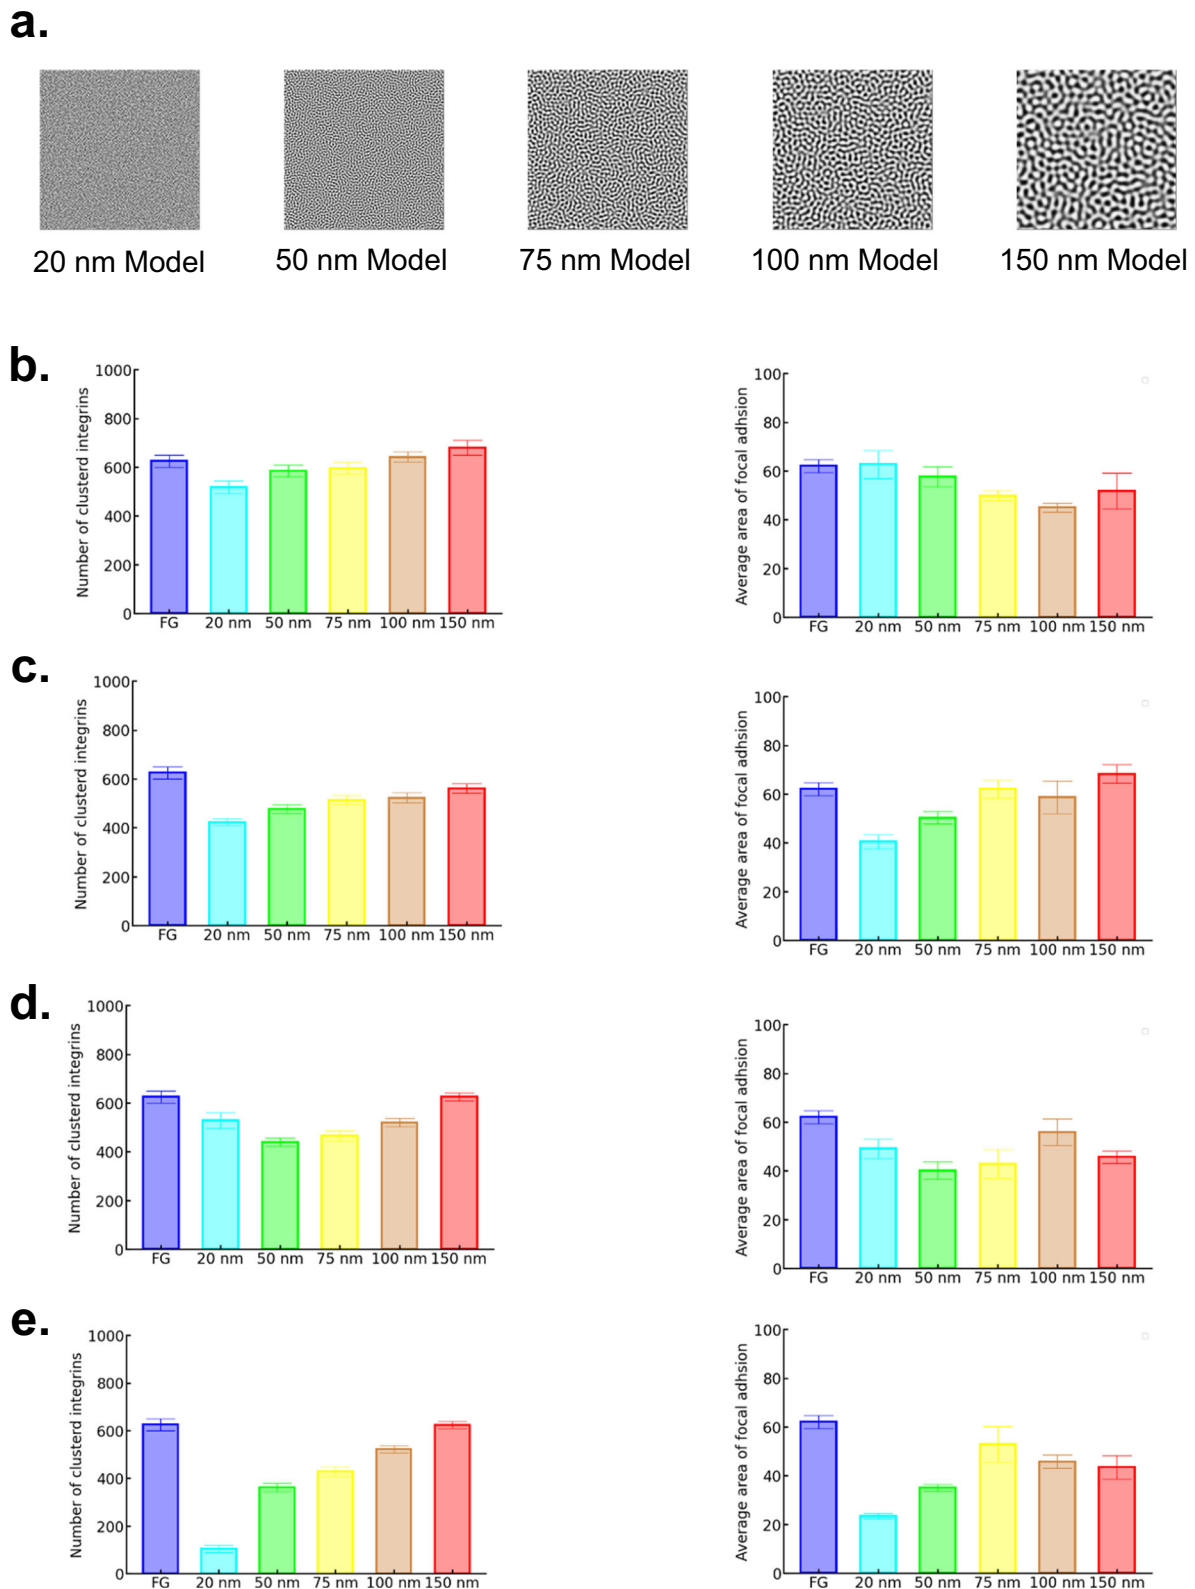 a.
20 nm Model
50 nm Model
75 nm Model
100 nm Model
150 nm Model
b.
Number of clusterd integrins
1000
800
600
400
200
0
FG 20 nm 50 nm 75 nm 100 nm 150 nm
Average area of focal adhsion
100
80
60
40
20
0
FG 20 nm 50 nm 75 nm 100 nm 150 nm
c.
Number of clusterd integrins
1000
800
600
400
200
0
FG 20 nm 50 nm 75 nm 100 nm 150 nm
Average area of focal adhsion
100
80
60
40
20
0
FG 20 nm 50 nm 75 nm 100 nm 150 nm
d.
Number of clusterd integrins
1000
800
600
400
200
0
FG 20 nm 50 nm 75 nm 100 nm 150 nm
Average area of focal adhsion
100
80
60
40
20
0
FG 20 nm 50 nm 75 nm 100 nm 150 nm
e.
Number of clusterd integrins
1000
800
600
400
200
0
FG 20 nm 50 nm 75 nm 100 nm 150 nm
Average area of focal adhsion
100
80
60
40
20
0
FG 20 nm 50 nm 75 nm 100 nm 150 nm